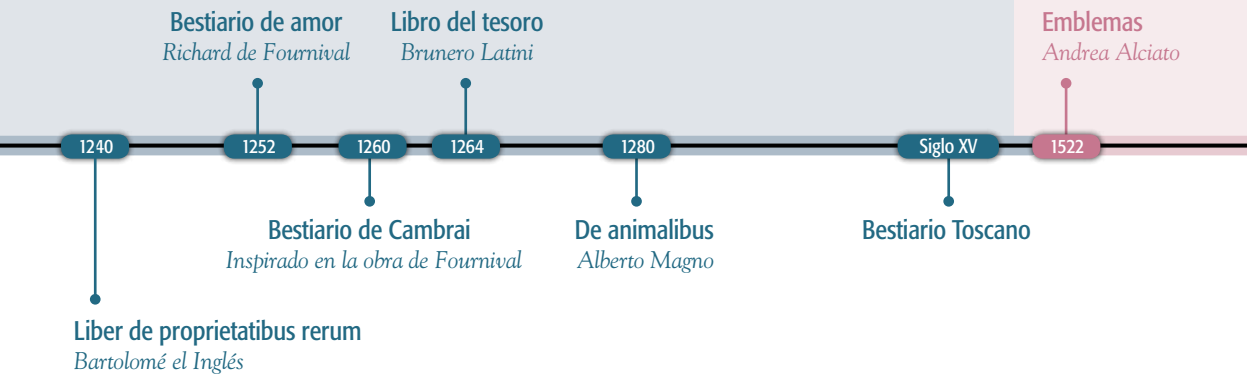 Bestiario de amor
Richard de Fournival
Libro del tesoro
Brunero Latini
Emblemas
Andrea Alciato
1240
1252
1260
1264
1280
Siglo XV
1522
Bestiario de Cambrai
Inspirado en la obra de Fournival
De animalibus
Alberto Magno
Bestiario Toscano
Liber de proprietatibus rerum
Bartolomé el Inglés